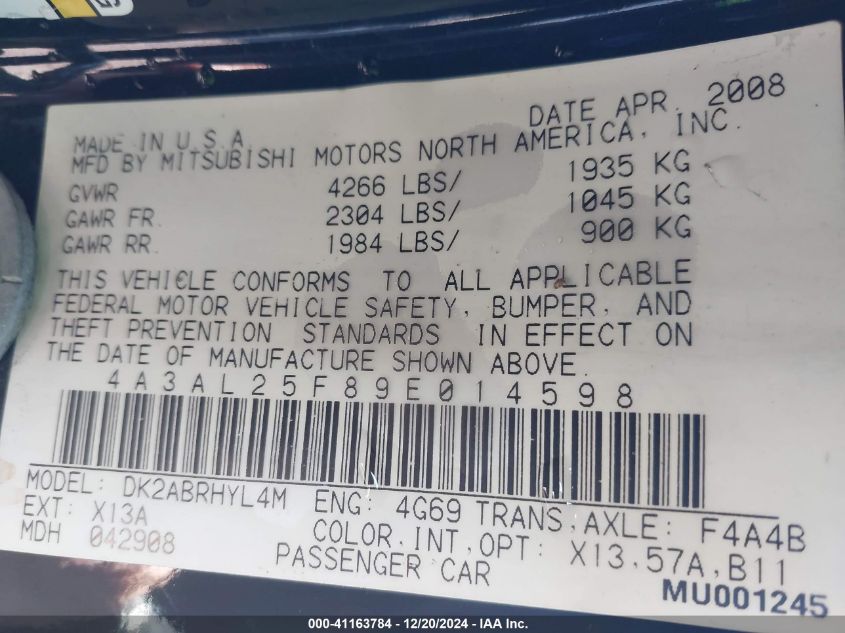 MADE IN U.S.A. DATE APR. 2008
MFD BY MITSUBISHI MOTORS NORTH AMERICA, INC.
GVWR 4266 LBS/ 1935 KG
GAWR FR. 2304 LBS/ 1045 KG
GAWR RR. 1984 LBS/ 900 KG
THIS VEHICLE CONFORMS TO ALL APPLICABLE
FEDERAL MOTOR VEHICLE SAFETY, BUMPER, AND
THEFT PREVENTION STANDARDS IN EFFECT ON
THE DATE OF MANUFACTURE SHOWN ABOVE.
4A3AL25F89E014598
MODEL: DK2ABRHYL4M ENG: 4G69 TRANS.AXLE: F4A4B
EXT: X13A COLOR.INT.OPT: X13.57A.B11
MDH 042908 PASSENGER CAR
MU001245
000-41163784 - 12/20/2024 - IAA Inc.